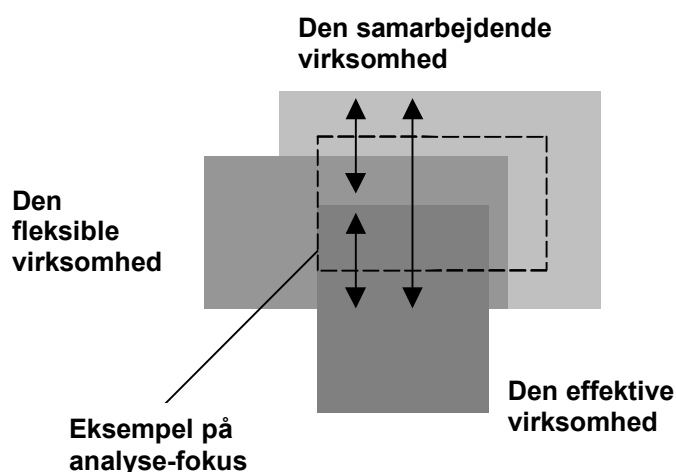 Den samarbejdende
virksomhed
Den
fleksible
virksomhed
Den effektive
virksomhed
Eksempel på
analyse-fokus